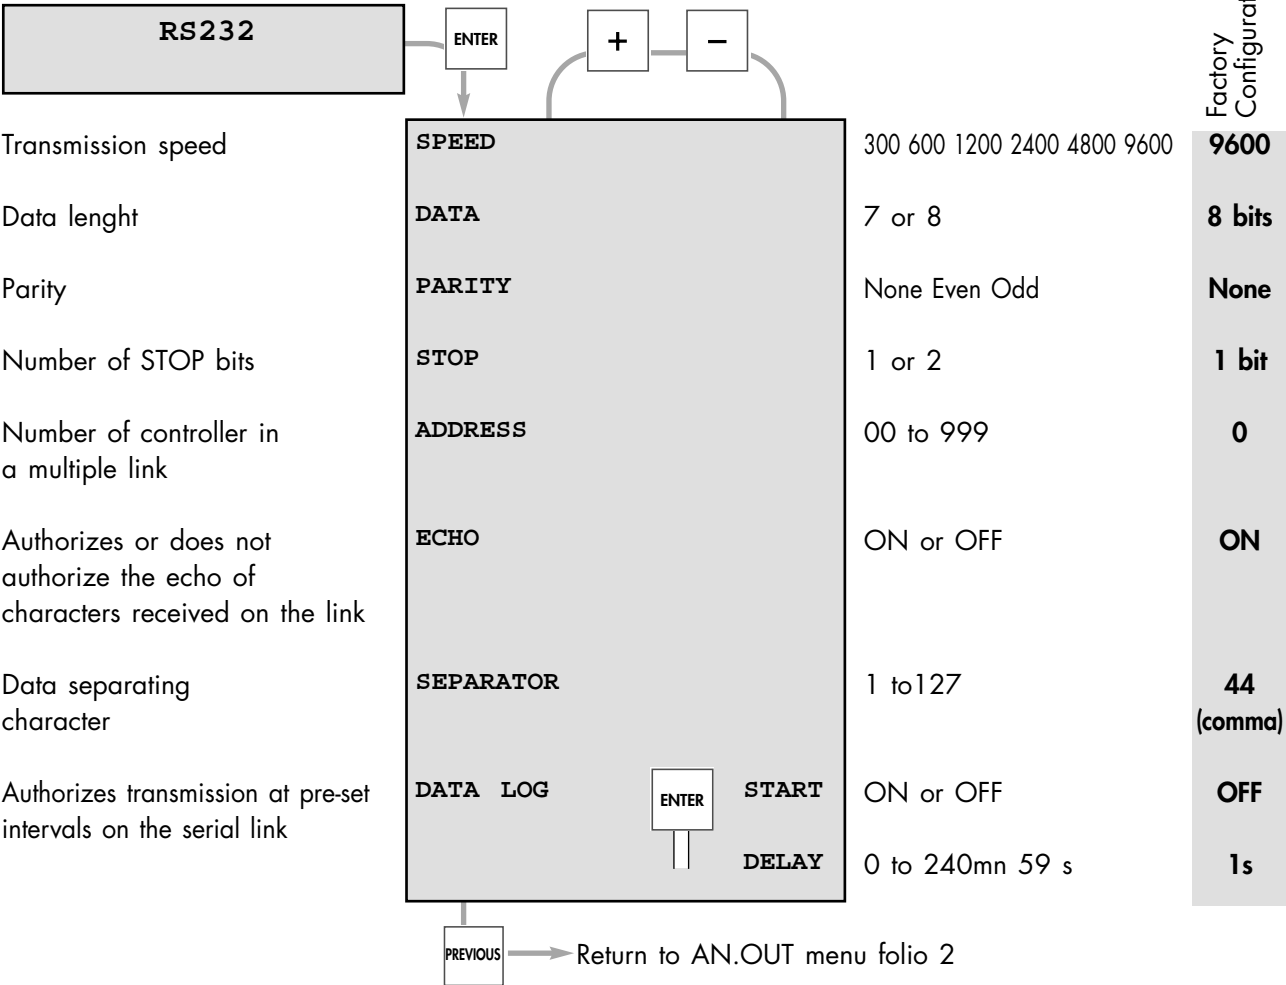 RS232
ENTER
+
−
Factory
Transmission speed SPEED 300 600 1200 2400 4800 9600 9600
Data lenght DATA 7 or 8 8 bits
Parity PARITY None Even Odd None
Number of STOP bits STOP 1 or 2 1 bit
Number of controller in ADDRESS 00 to 999 0
a multiple link
Authorizes or does not ECHO ON or OFF ON
authorize the echo of
characters received on the link
Data separating SEPARATOR 1 to127 44
character (comma)
Authorizes transmission at pre-set DATA LOG ENTER START ON or OFF OFF
intervals on the serial link
DELAY 0 to 240mn 59 s 1s
PREVIOUS Return to AN.OUT menu folio 2